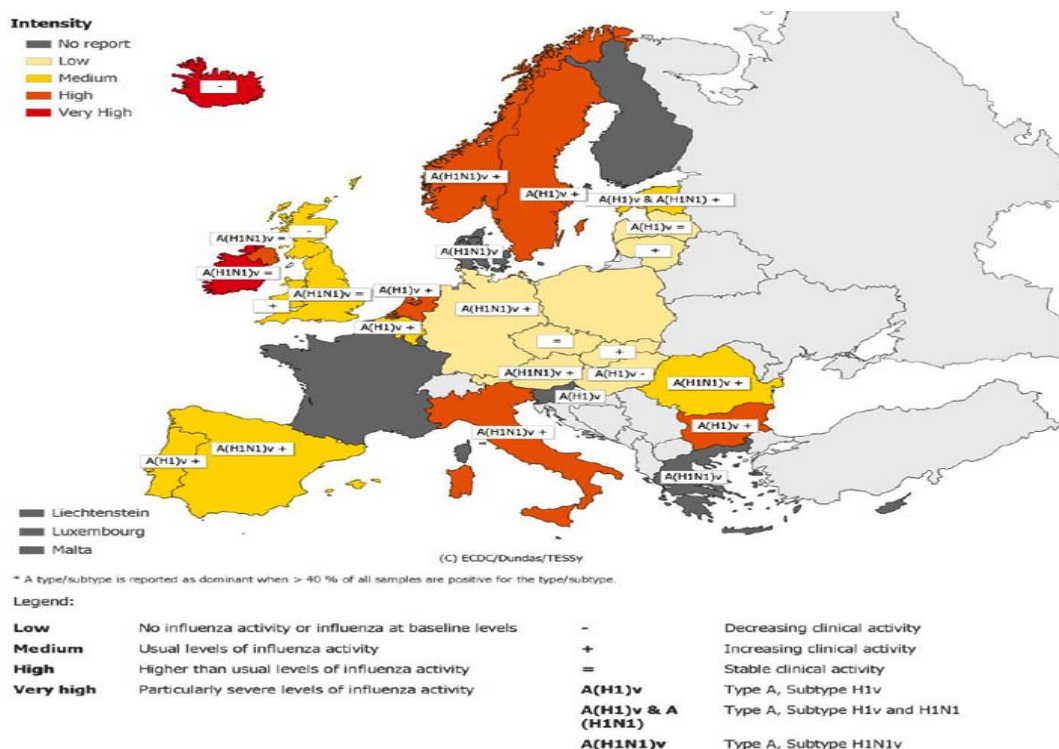 Intensity
No report
Low
Medium
High
Very High
-
A(H1N1)v +
A(H1)v +
A(H1)v & A(H1N1) +
A(H1)v =
+
A(H1N1)v =
-
A(H1N1)v
A(H1N1)v =
A(H1N1)v =
+
A(H1)v +
A(H1N1)v +
A(H1)v +
=
+
A(H1N1)v +
A(H1)v -
A(H1N1)v +
A(H1)v
A(H1)v +
A(H1N1)v +
A(H1N1)v +
A(H1)v +
A(H1N1)v
Liechtenstein
Luxembourg
Malta
(C) ECDC/Dundas/TESSy
* A type/subtype is reported as dominant when > 40 % of all samples are positive for the type/subtype.
Legend:
Low No influenza activity or influenza at baseline levels - Decreasing clinical activity
Medium Usual levels of influenza activity + Increasing clinical activity
High Higher than usual levels of influenza activity = Stable clinical activity
Very high Particularly severe levels of influenza activity A(H1)v Type A, Subtype H1v
A(H1)v & A Type A, Subtype H1v and H1N1
(H1N1)
A(H1N1)v Type A, Subtype H1N1v